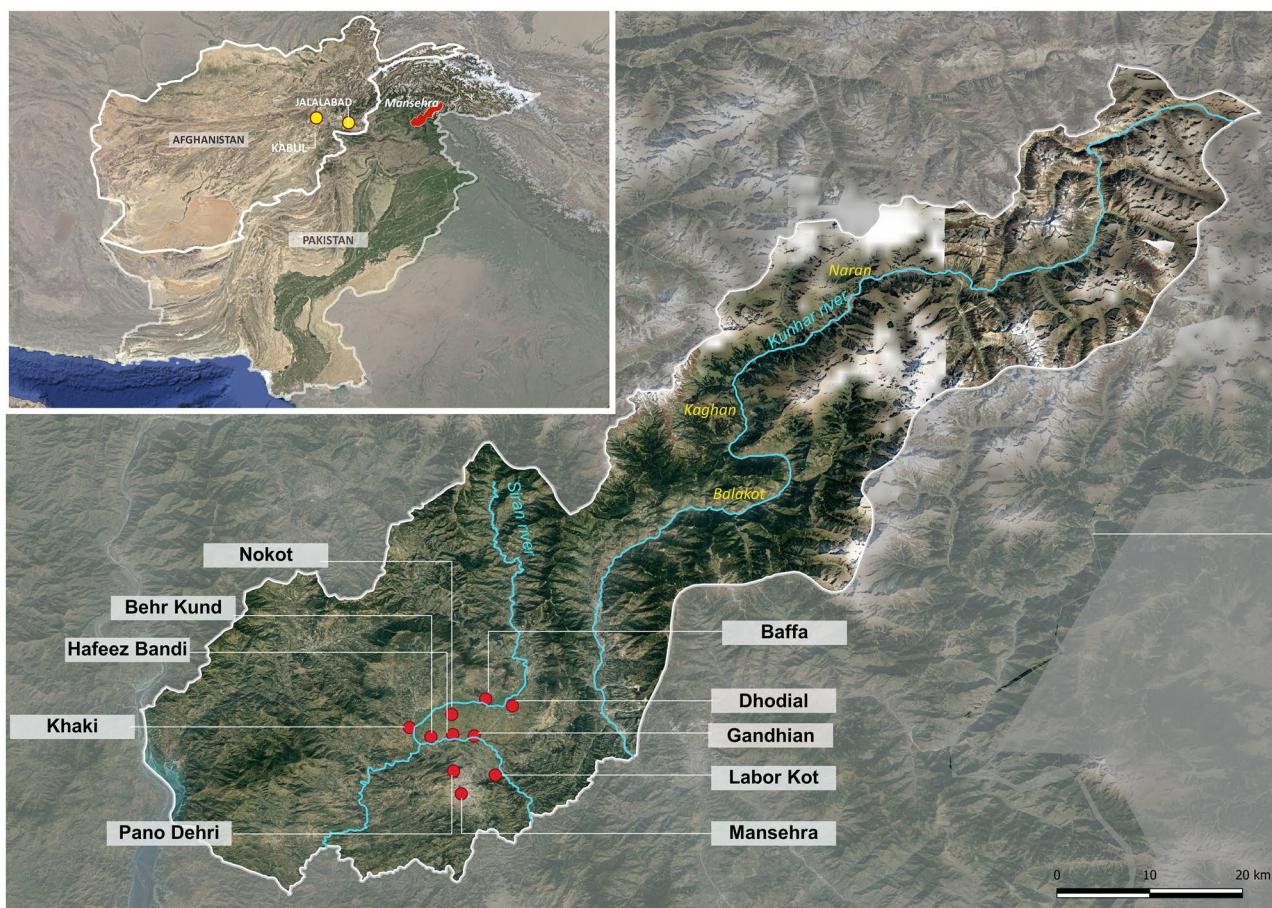 JALALABAD
Mansehra
AFGHANISTAN
KABUL
PAKISTAN
Naran
Kunhar river
Kaghan
Balakot
Siran river
Nokot
Behr Kund
Hafeez Bandi
Khaki
Pano Dehri
Baffa
Dhodial
Gandhian
Labor Kot
Mansehra
0 10 20 km